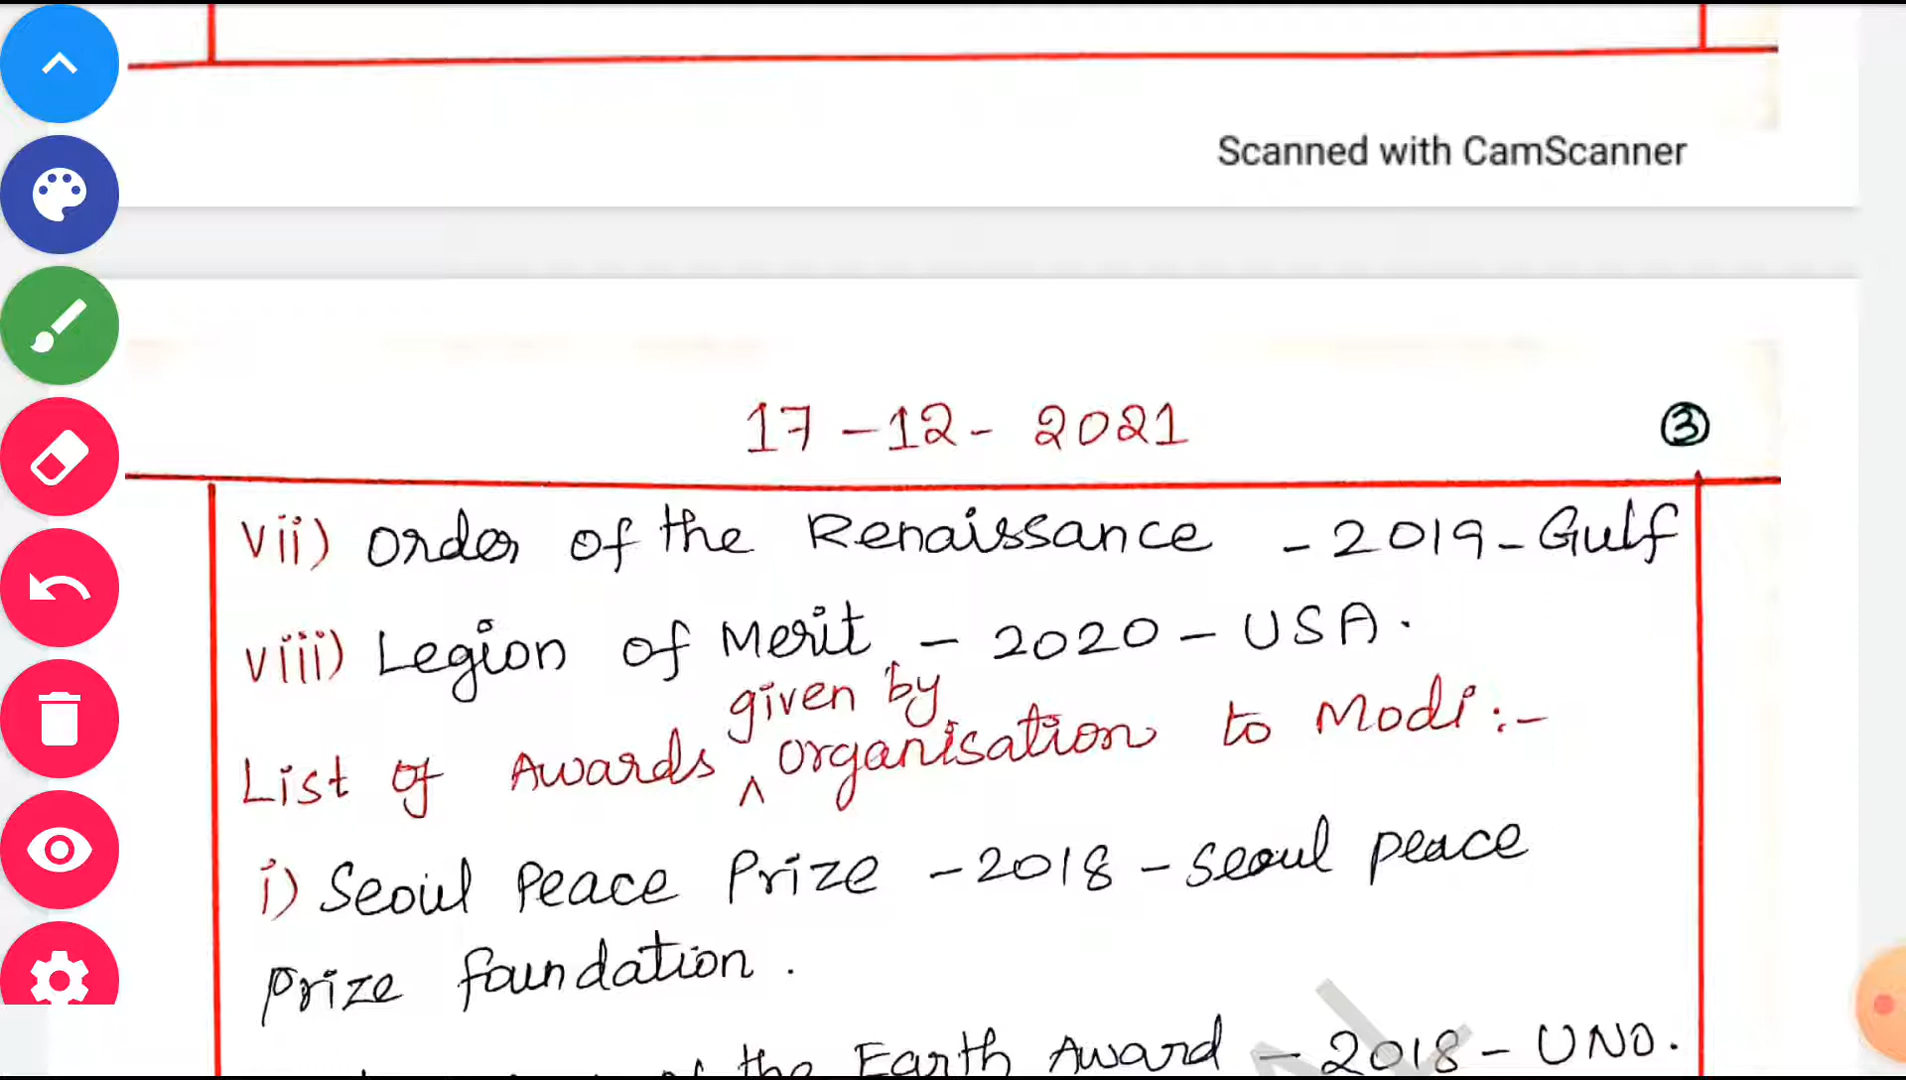 Scanned with CamScanner
17-12-2021
3
vii) Order of the Renaissance - 2019 - Gulf
viii) Legion of Merit - 2020 - USA.
given by
List of Awards ^ Organisation to Modi :-
i) Seoul Peace Prize - 2018 - Seoul peace
Prize foundation.
of the Earth Award - 2018 - UNO.